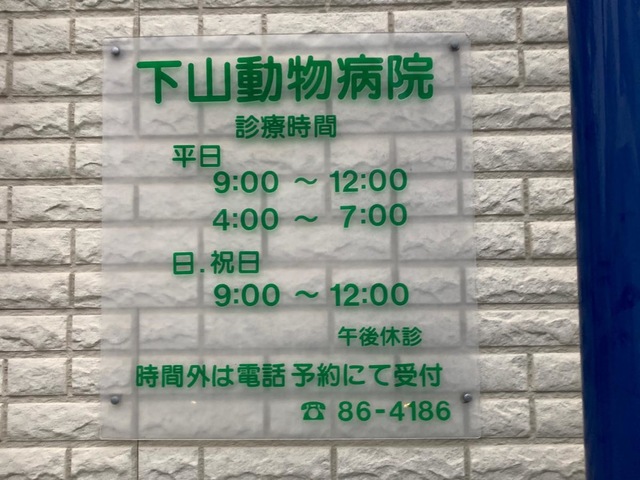 下山動物病院
診療時間
平日
9:00 ～ 12:00
4:00 ～ 7:00
日.祝日
9:00 ～ 12:00
午後休診
時間外は電話予約にて受付
☎ 86-4186